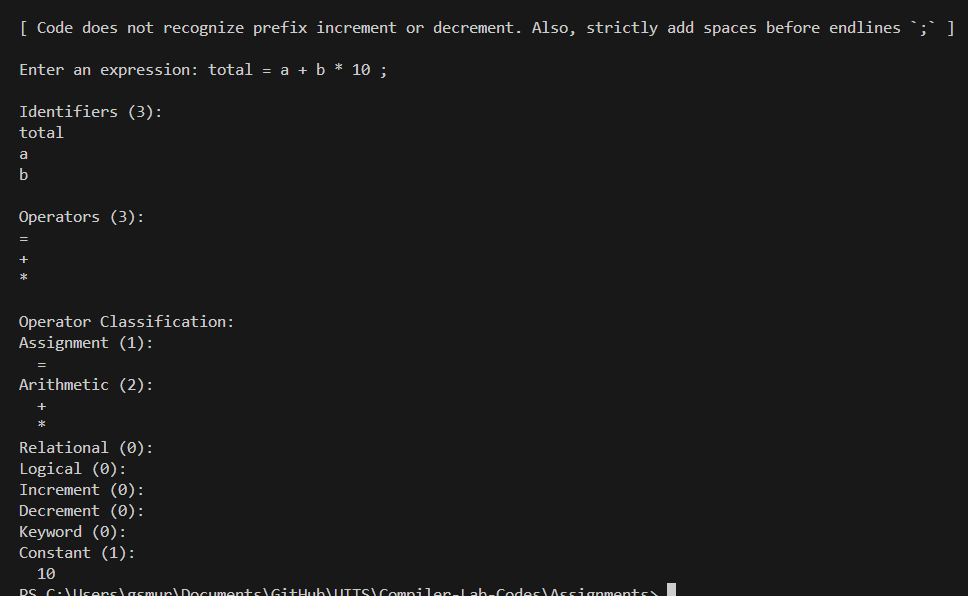 [ Code does not recognize prefix increment or decrement. Also, strictly add spaces before endlines `;` ]
Enter an expression: total = a + b * 10 ;
Identifiers (3):
total
a
b
Operators (3):
=
+
*
Operator Classification:
Assignment (1):
=
Arithmetic (2):
+
*
Relational (0):
Logical (0):
Increment (0):
Decrement (0):
Keyword (0):
Constant (1):
10
PS C:\Users\gsmur\Documents\GitHub\UITS\Compiler-Lab-Codes\Assignments>